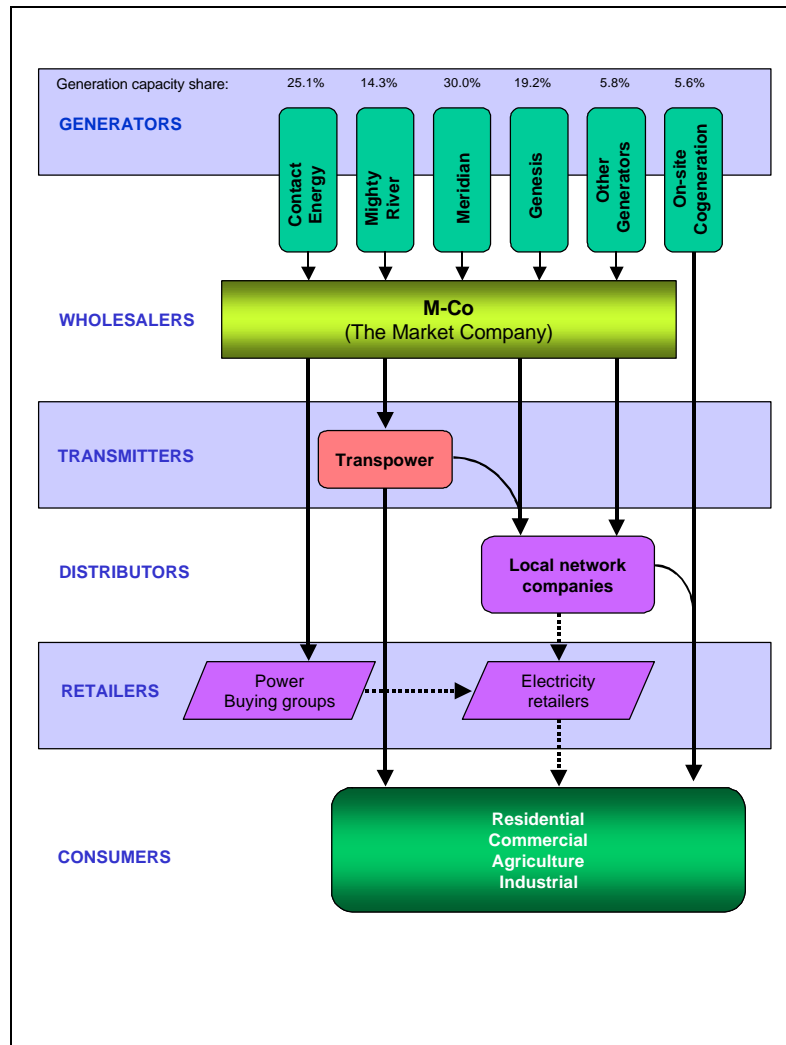 Generation capacity share: 25.1% 14.3% 30.0% 19.2% 5.8% 5.6%
GENERATORS
Contact
Energy
Mighty
River
Meridian
Genesis
Other
Generators
On-site
Cogeneration
WHOLESALERS
M-Co
(The Market Company)
TRANSMITTERS
Transpower
DISTRIBUTORS
Local network
companies
RETAILERS
Power
Buying groups
Electricity
retailers
CONSUMERS
Residential
Commercial
Agriculture
Industrial